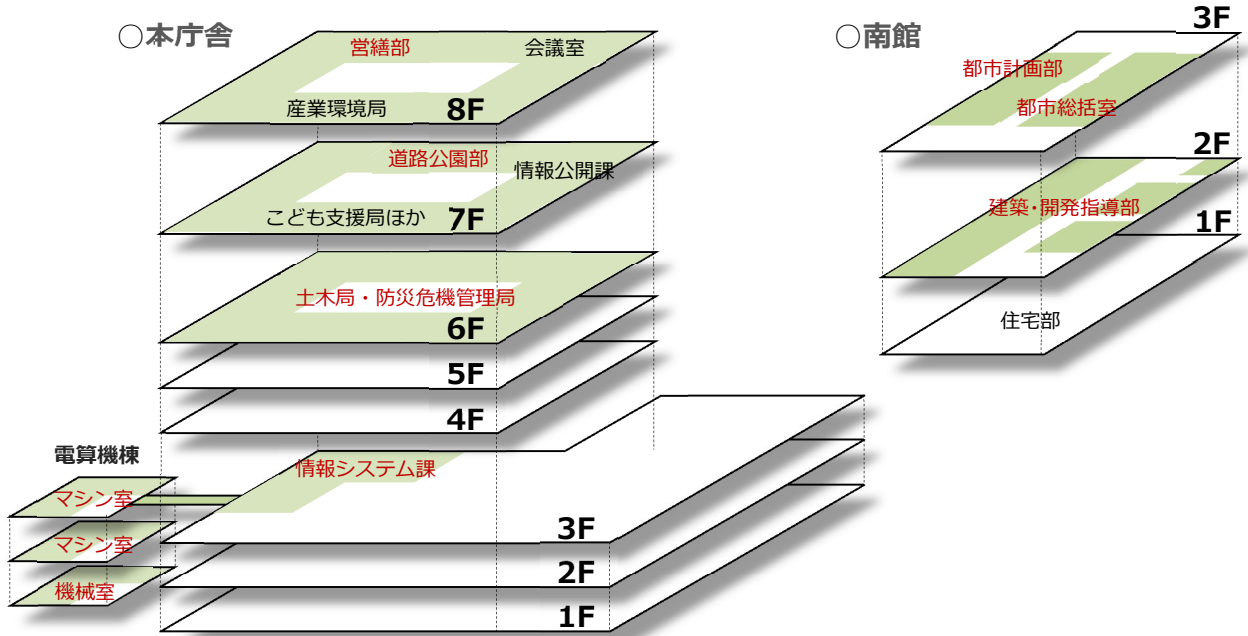 ○本庁舎
営繕部
会議室
産業環境局
8F
道路公園部
情報公開課
こども支援局ほか
7F
土木局・防災危機管理局
6F
5F
4F
情報システム課
3F
2F
1F
電算機棟
マシン室
マシン室
機械室
○南館
3F
都市計画部
都市総括室
2F
建築・開発指導部
1F
住宅部